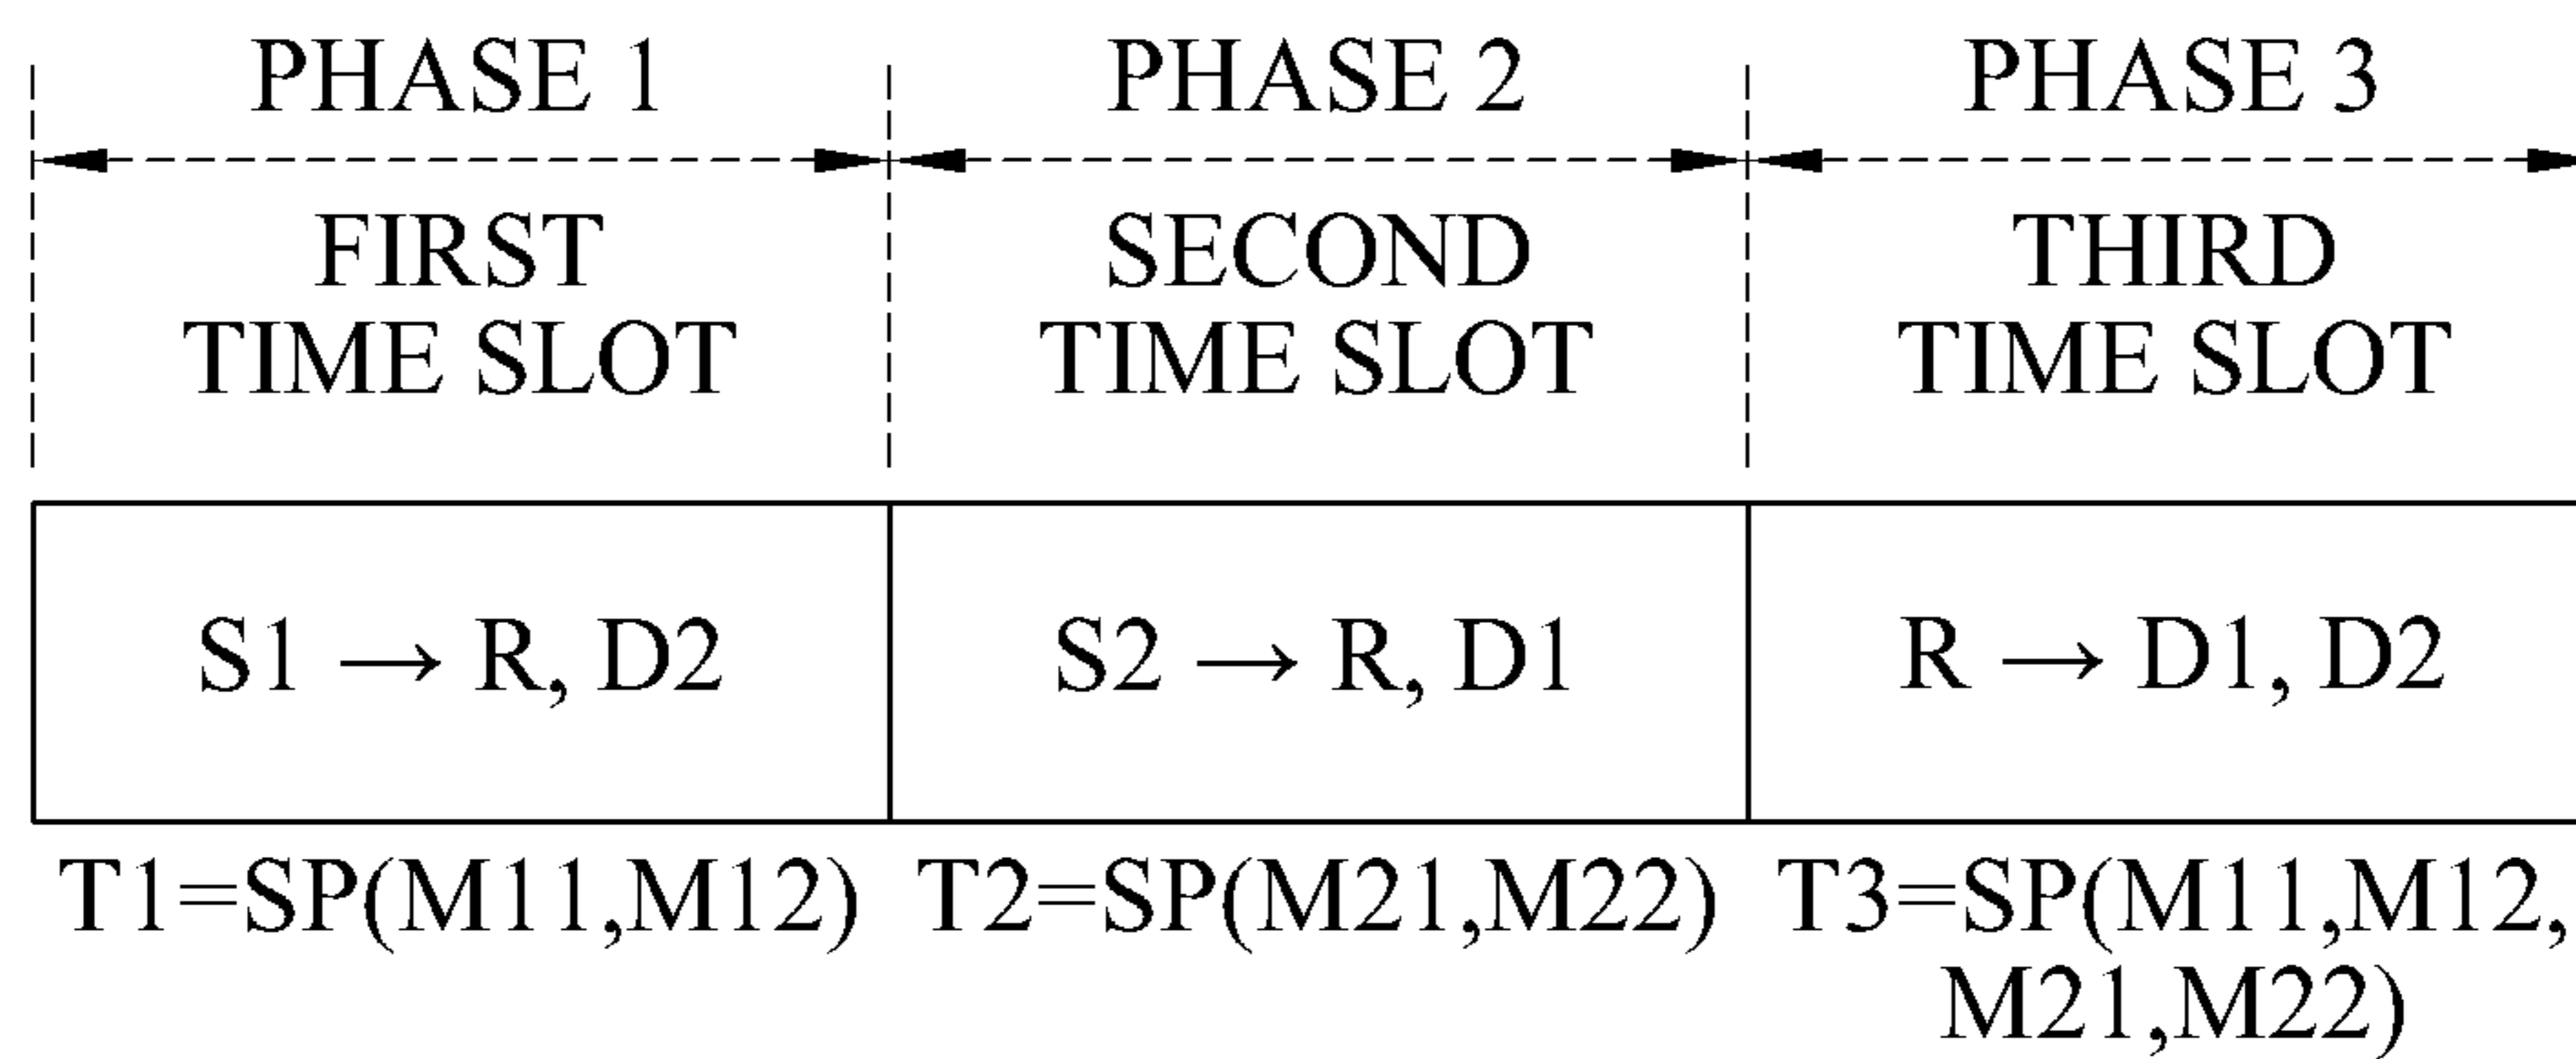 PHASE 1
PHASE 2
PHASE 3
FIRST
TIME SLOT
SECOND
TIME SLOT
THIRD
TIME SLOT
S1 → R, D2
S2 → R, D1
R → D1, D2
T1=SP(M11,M12)
T2=SP(M21,M22)
T3=SP(M11,M12,
M21,M22)